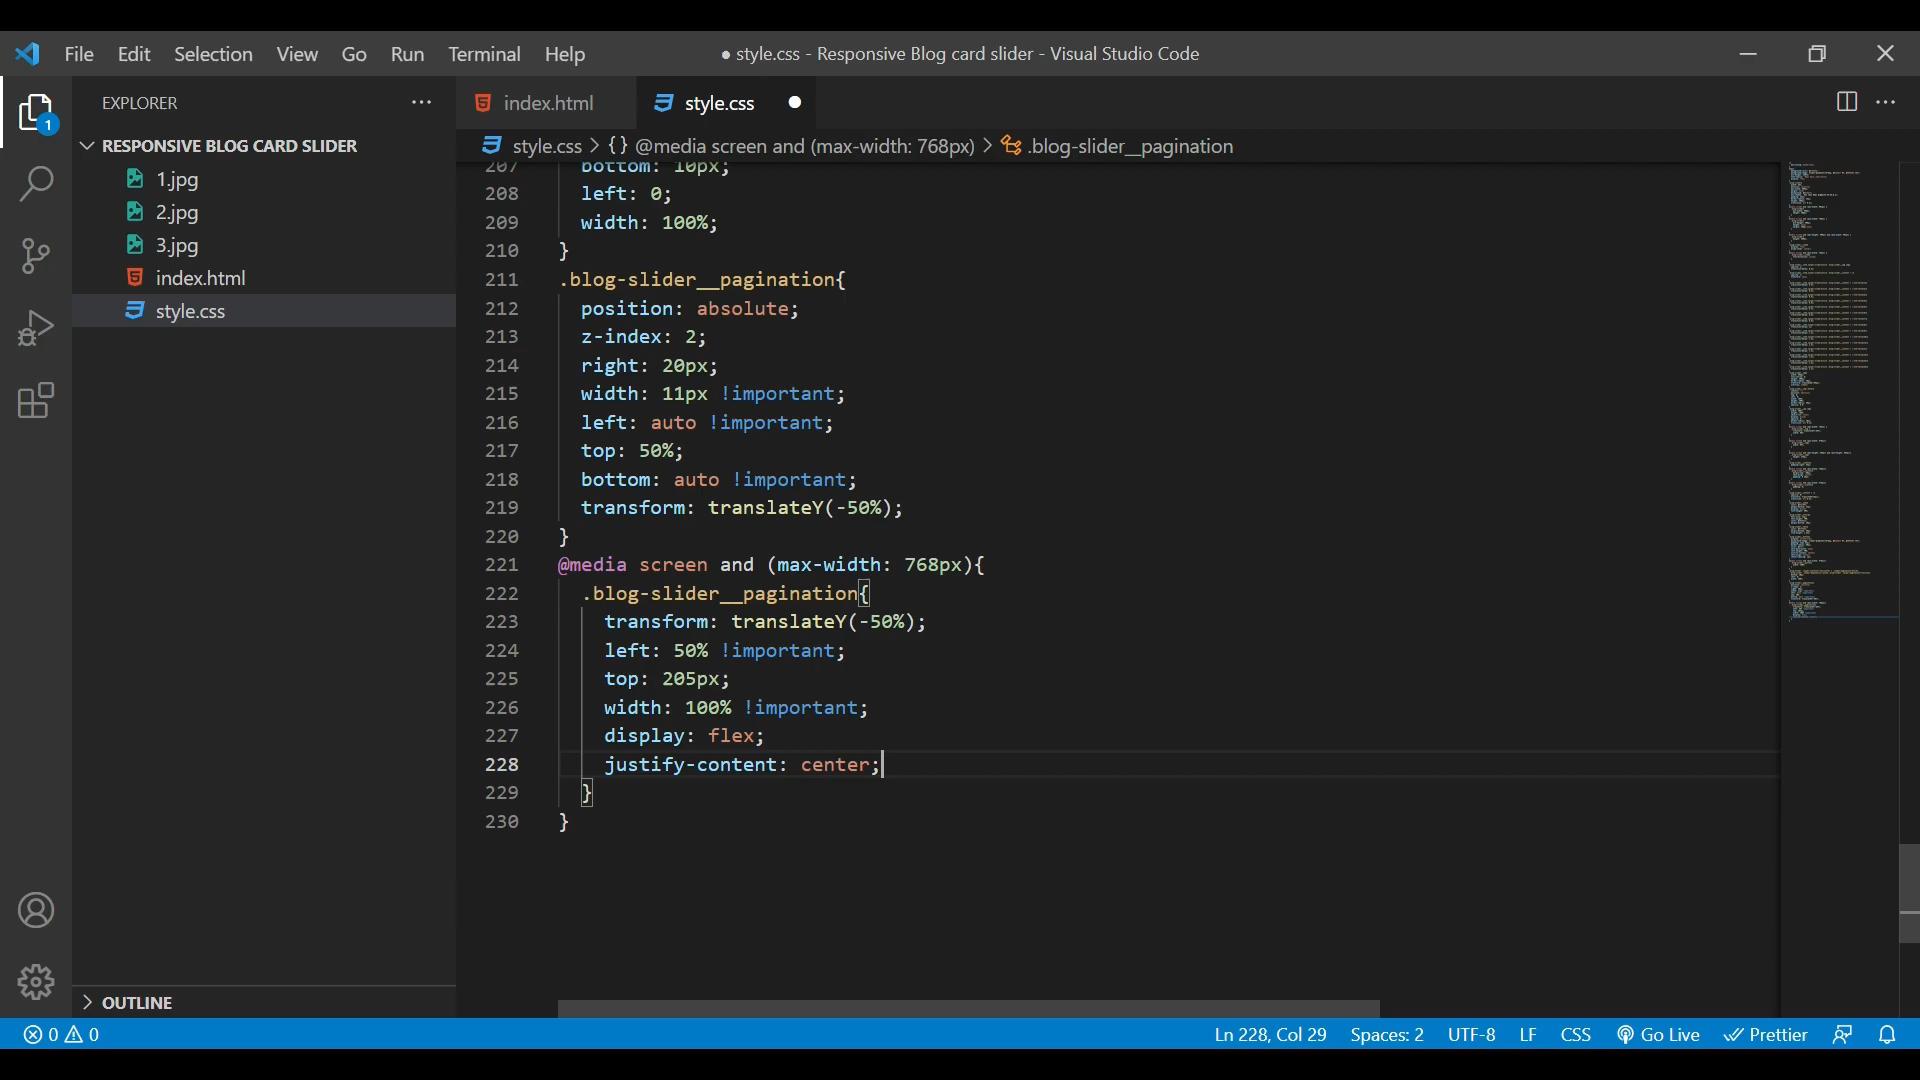 File Edit Selection View Go Run Terminal Help
● style.css - Responsive Blog card slider - Visual Studio Code
EXPLORER
index.html
style.css
RESPONSIVE BLOG CARD SLIDER
style.css > {} @media screen and (max-width: 768px) > .blog-slider__pagination
1
1.jpg
2.jpg
3.jpg
index.html
style.css
207 bottom: 10px;
208 left: 0;
209 width: 100%;
210 }
211 .blog-slider__pagination{
212 position: absolute;
213 z-index: 2;
214 right: 20px;
215 width: 11px !important;
216 left: auto !important;
217 top: 50%;
218 bottom: auto !important;
219 transform: translateY(-50%);
220 }
221 @media screen and (max-width: 768px){
222 .blog-slider__pagination{
223 transform: translateY(-50%);
224 left: 50% !important;
225 top: 205px;
226 width: 100% !important;
227 display: flex;
228 justify-content: center;
229 }
230 }
OUTLINE
0 0
Ln 228, Col 29 Spaces: 2 UTF-8 LF CSS Go Live Prettier